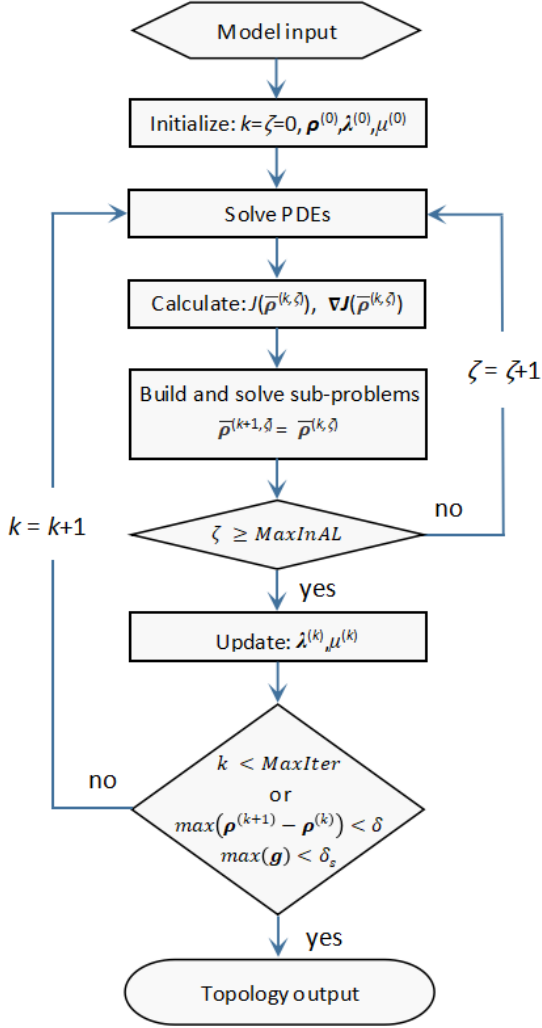 Model input
Initialize: k=ζ=0, ρ⁽⁰⁾,λ⁽⁰⁾,μ⁽⁰⁾
Solve PDEs
Calculate: J(ρ̅⁽ᵏ,ζ⁾), ∇J(ρ̅⁽ᵏ,ζ⁾)
ζ = ζ+1
Build and solve sub-problems
ρ̅⁽ᵏ⁺¹,ζ⁾= ρ̅⁽ᵏ,ζ⁾
k = k+1
ζ ≥ MaxInAL
no
yes
Update: λ⁽ᵏ⁾,μ⁽ᵏ⁾
no
k < MaxIter
or
max(ρ⁽ᵏ⁺¹⁾ − ρ⁽ᵏ⁾) < δ
max(g) < δₛ
yes
Topology output